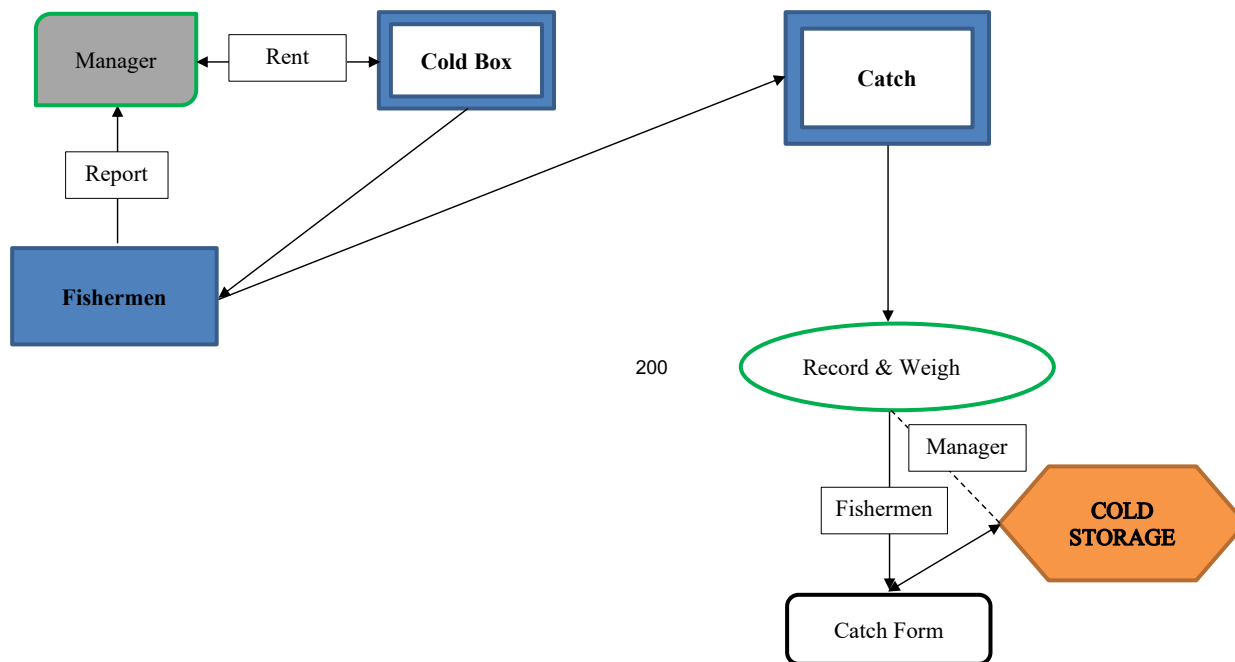 Manager
Rent
Cold Box
Catch
Report
Fishermen
200
Record & Weigh
Manager
Fishermen
COLD
STORAGE
Catch Form